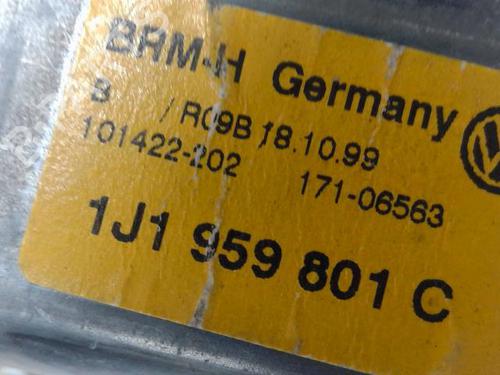 BRM-H Germany
B /R09B 18.10.99
101422-202 171-06563
1J1 959 801 C